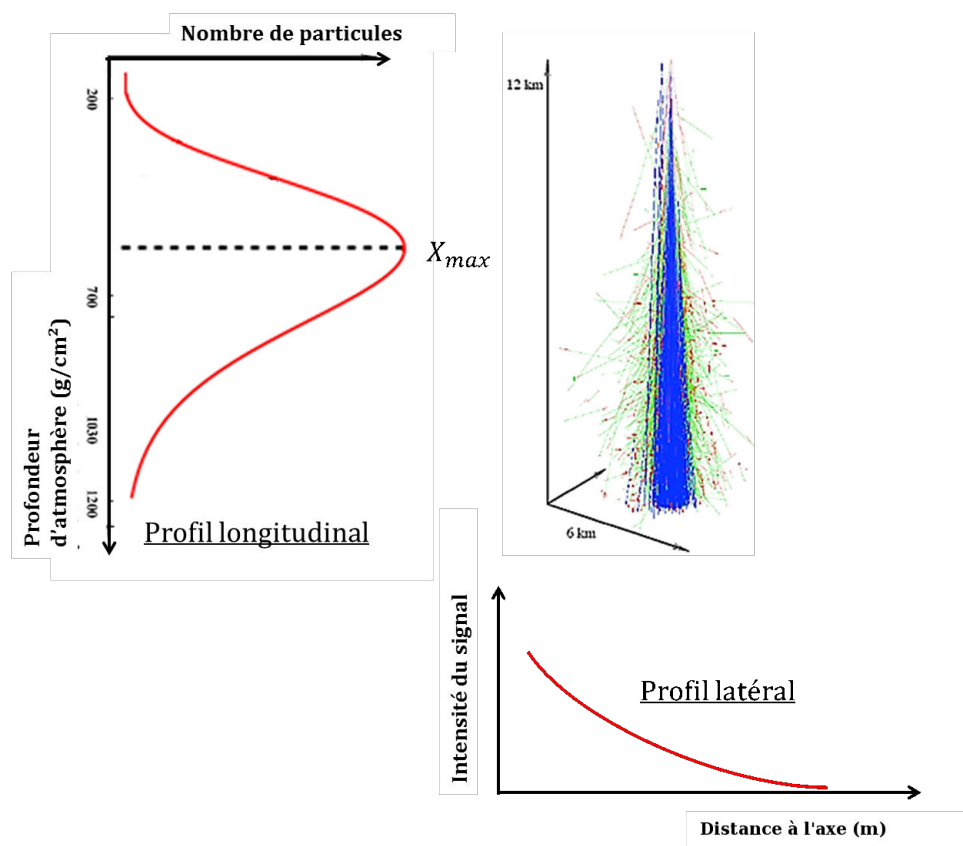 Nombre de particules
200
700
1030
1200
Profondeur
d'atmosphère (g/cm²)
X_max
Profil longitudinal
12 km
6 km
Intensité du signal
Profil latéral
Distance à l'axe (m)